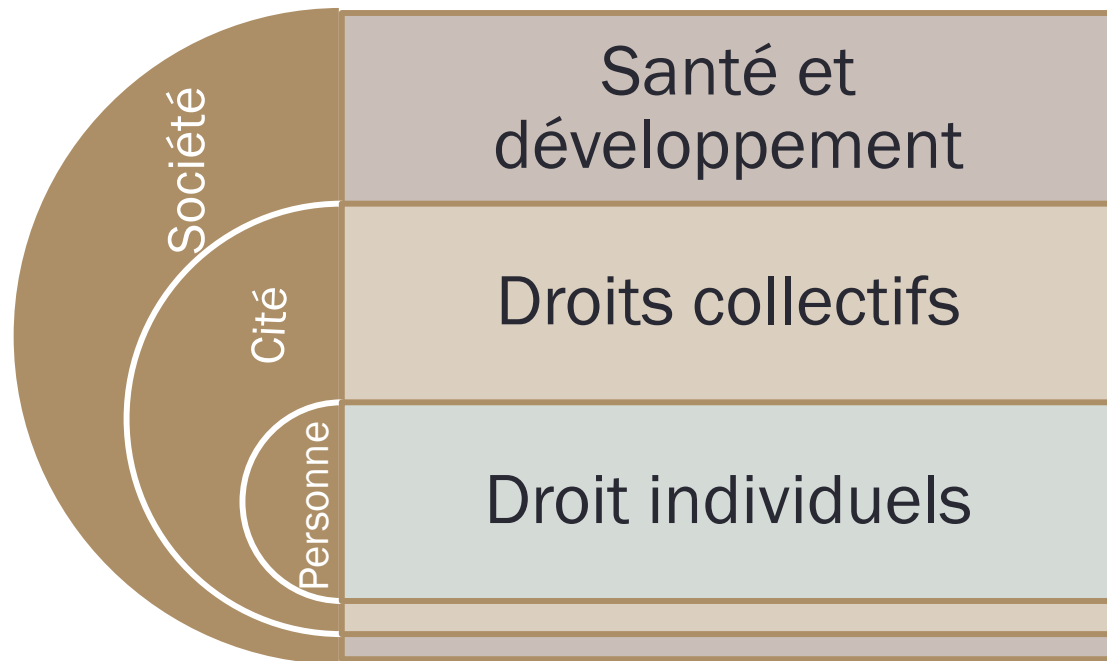 Société
Santé et
développement
Cité
Droits collectifs
Personne
Droit individuels